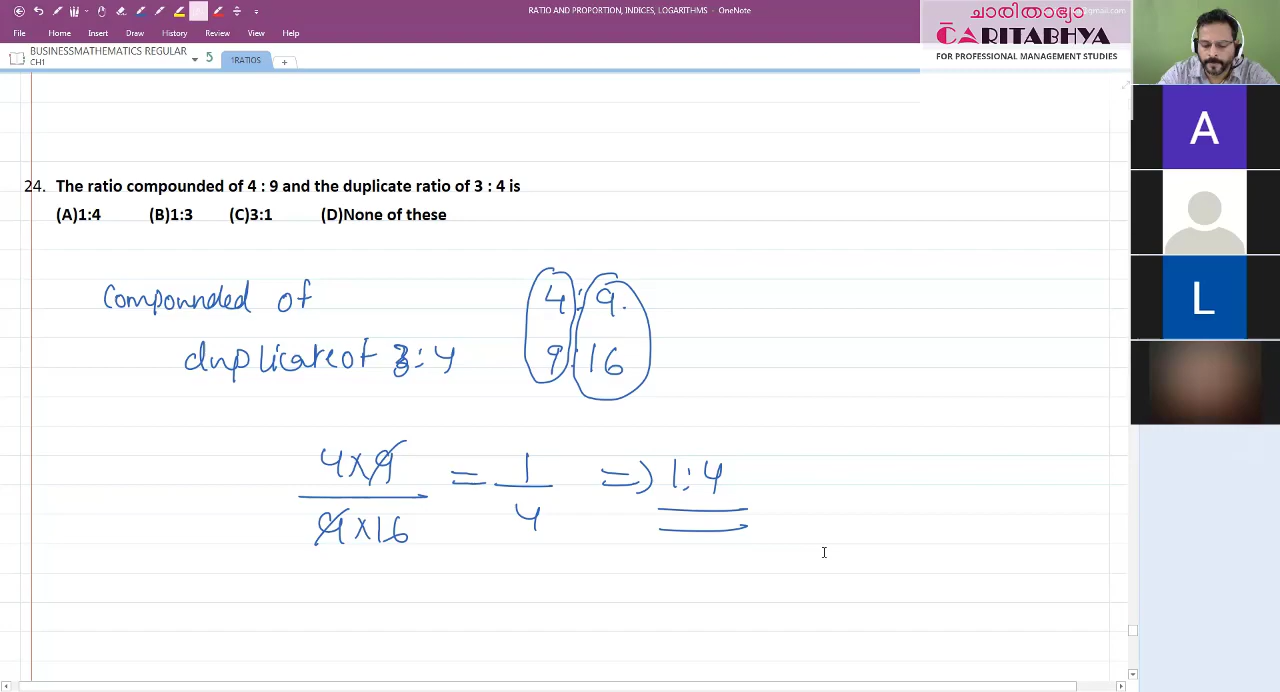 RATIO AND PROPORTION, INDICES, LOGARITHMS - OneNote
@gmail.com
ചാരിതാഭ്യ
CARITABHYA
FOR PROFESSIONAL MANAGEMENT STUDIES
File Home Insert Draw History Review View Help
BUSINESSMATHEMATICS REGULAR
CH1
5
1RATIOS
24. The ratio compounded of 4 : 9 and the duplicate ratio of 3 : 4 is
(A)1:4 (B)1:3 (C)3:1 (D)None of these
compounded of 4 : 9.
duplicate of 3 : 4 9 : 16
4 × 9 / 9 × 16 = 1 / 4 => 1 : 4
A
L